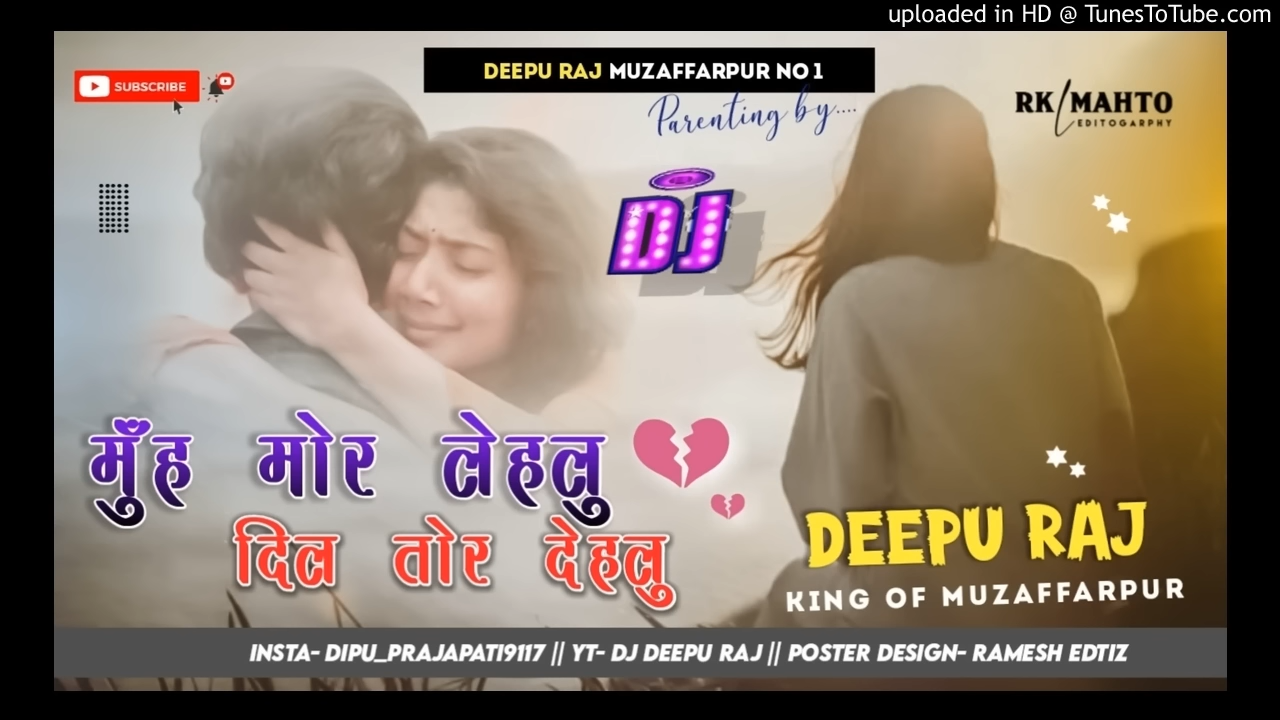 uploaded in HD @ TunesToTube.com
DEEPU RAJ MUZAFFARPUR NO 1
SUBSCRIBE
Parenting by....
RK MAHTO
EDITOGARPHY
DJ
मुँह मोर लेहलु
दिल तोर देहलु
DEEPU RAJ
KING OF MUZAFFARPUR
INSTA- DIPU_PRAJAPATI9117 || YT- DJ DEEPU RAJ || POSTER DESIGN- RAMESH EDTIZ